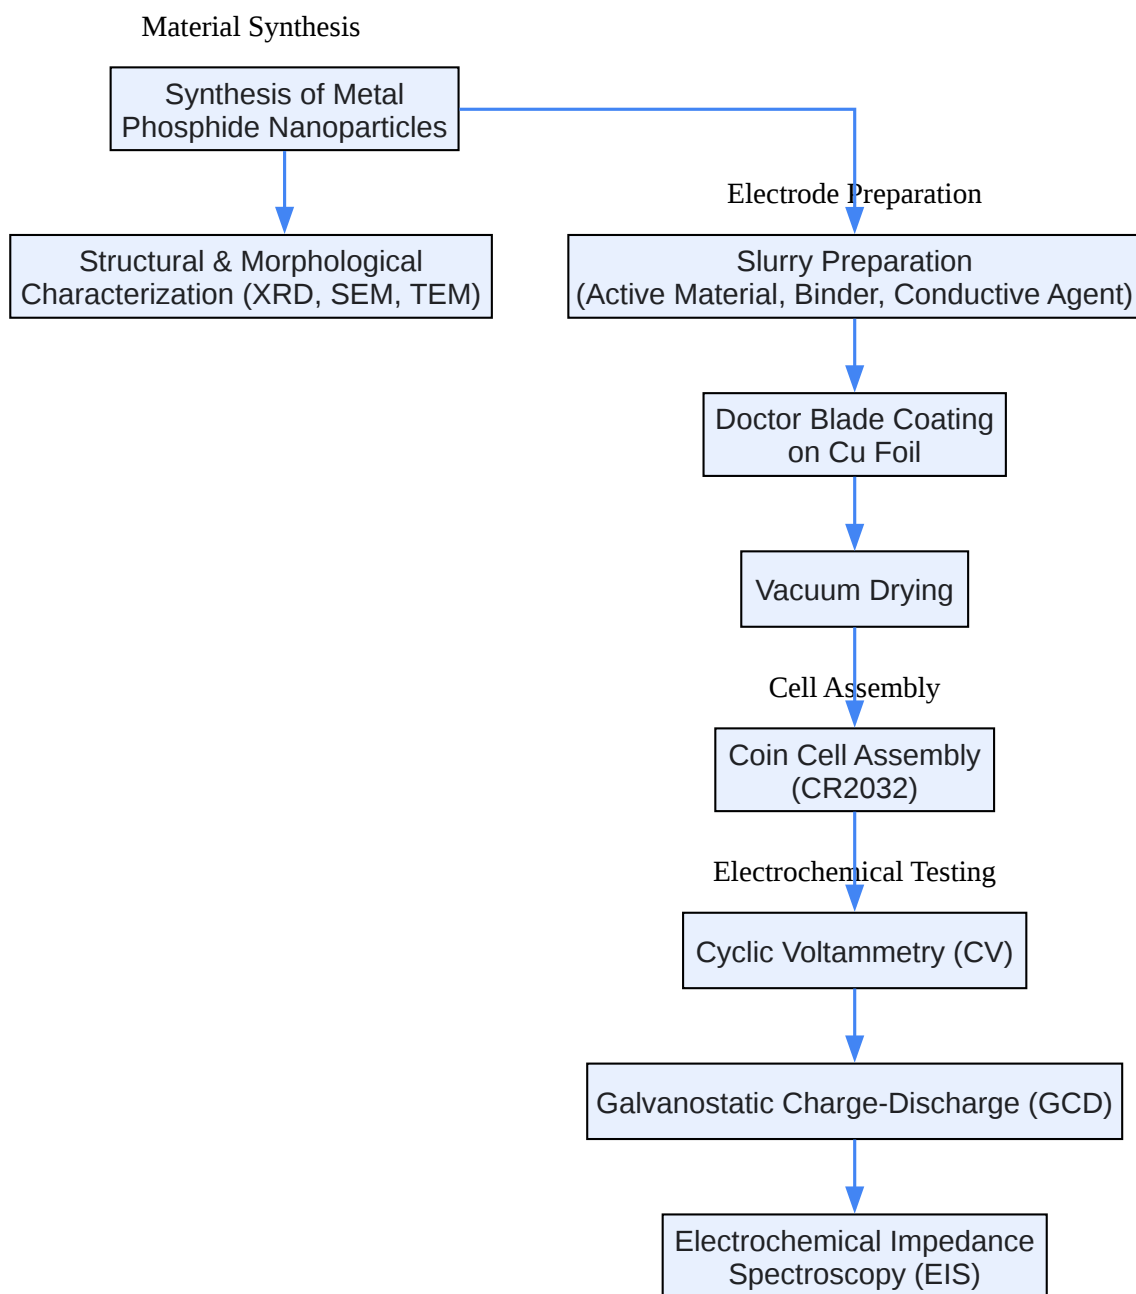 Material Synthesis
Synthesis of Metal
Phosphide Nanoparticles
Structural & Morphological
Characterization (XRD, SEM, TEM)
Electrode Preparation
Slurry Preparation
(Active Material, Binder, Conductive Agent)
Doctor Blade Coating
on Cu Foil
Vacuum Drying
Cell Assembly
Coin Cell Assembly
(CR2032)
Electrochemical Testing
Cyclic Voltammetry (CV)
Galvanostatic Charge-Discharge (GCD)
Electrochemical Impedance
Spectroscopy (EIS)